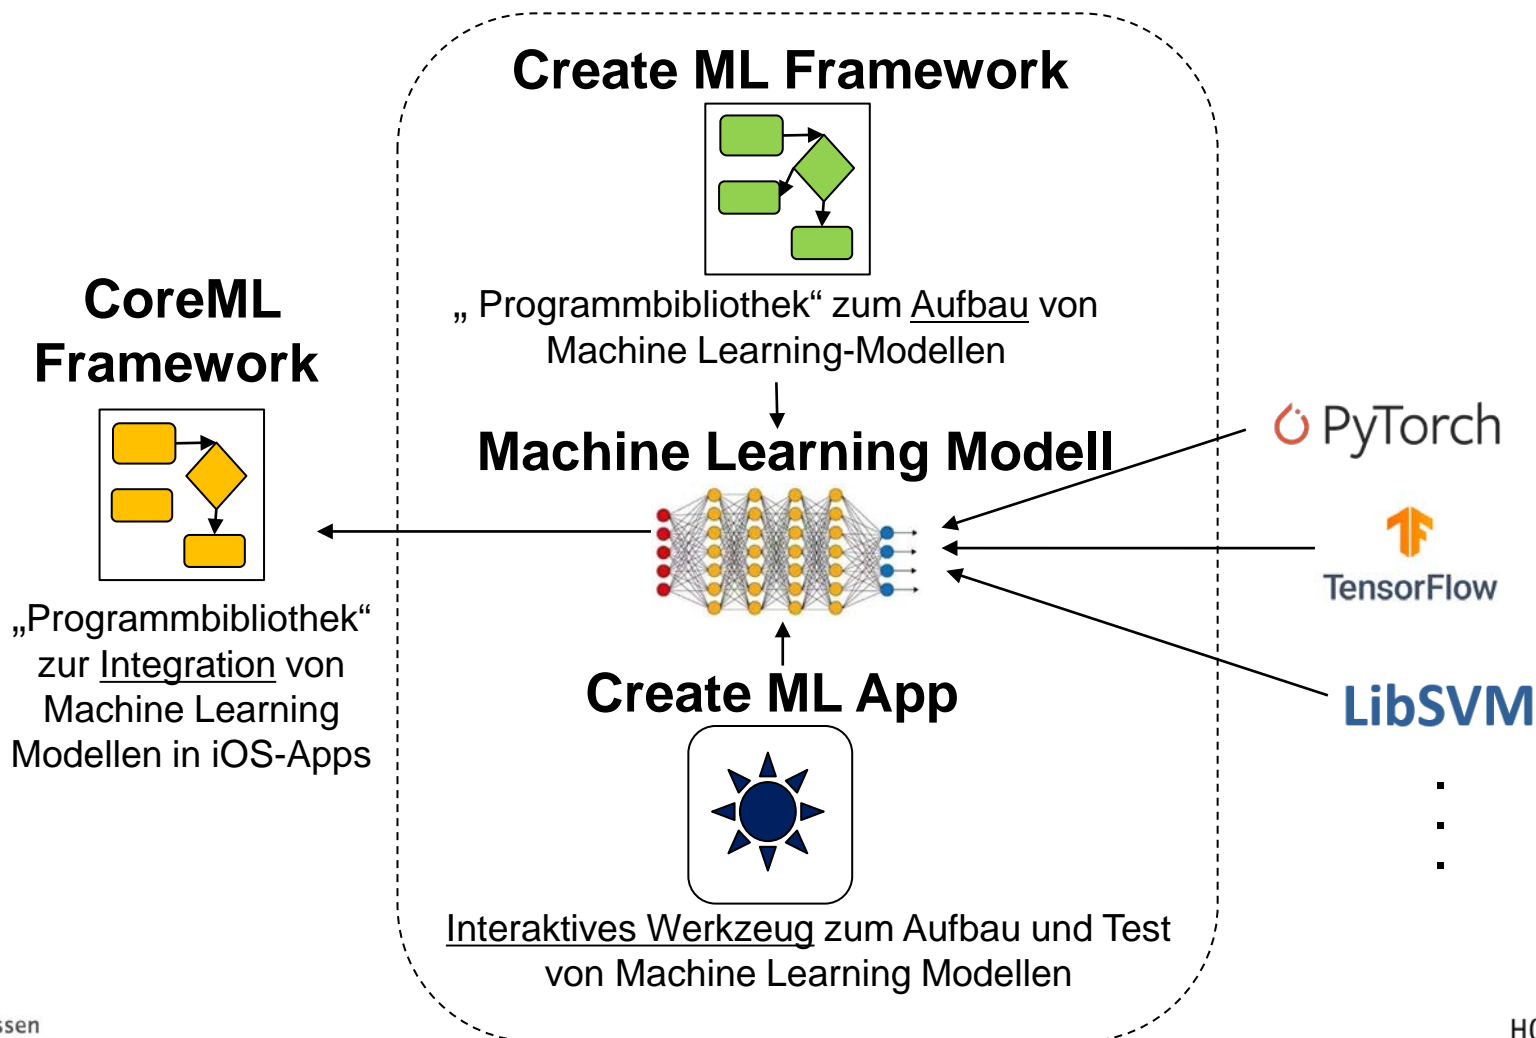 Create ML Framework
„ Programmbibliothek“ zum Aufbau von
Machine Learning-Modellen
CoreML
Framework
„Programmbibliothek“
zur Integration von
Machine Learning
Modellen in iOS-Apps
Machine Learning Modell
PyTorch
TensorFlow
LibSVM
Create ML App
Interaktives Werkzeug zum Aufbau und Test
von Machine Learning Modellen
ssen